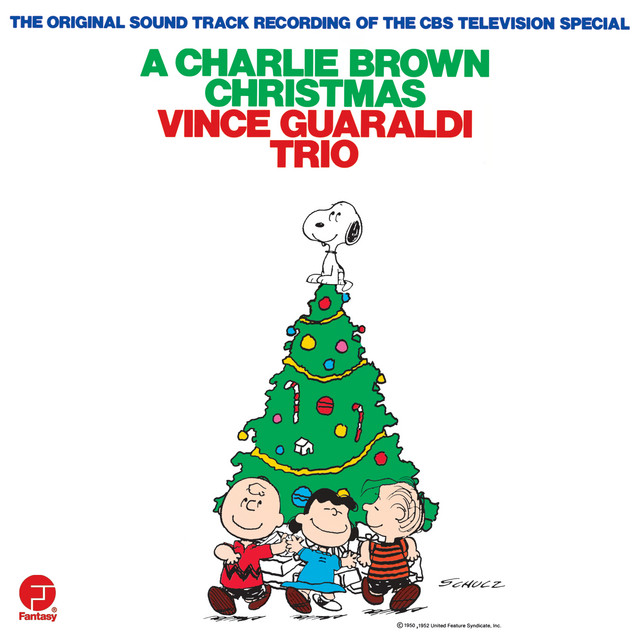 THE ORIGINAL SOUND TRACK RECORDING OF THE CBS TELEVISION SPECIAL
A CHARLIE BROWN
CHRISTMAS
VINCE GUARALDI
TRIO
SCHULZ
Fantasy®
© 1950, 1952 United Feature Syndicate, Inc.